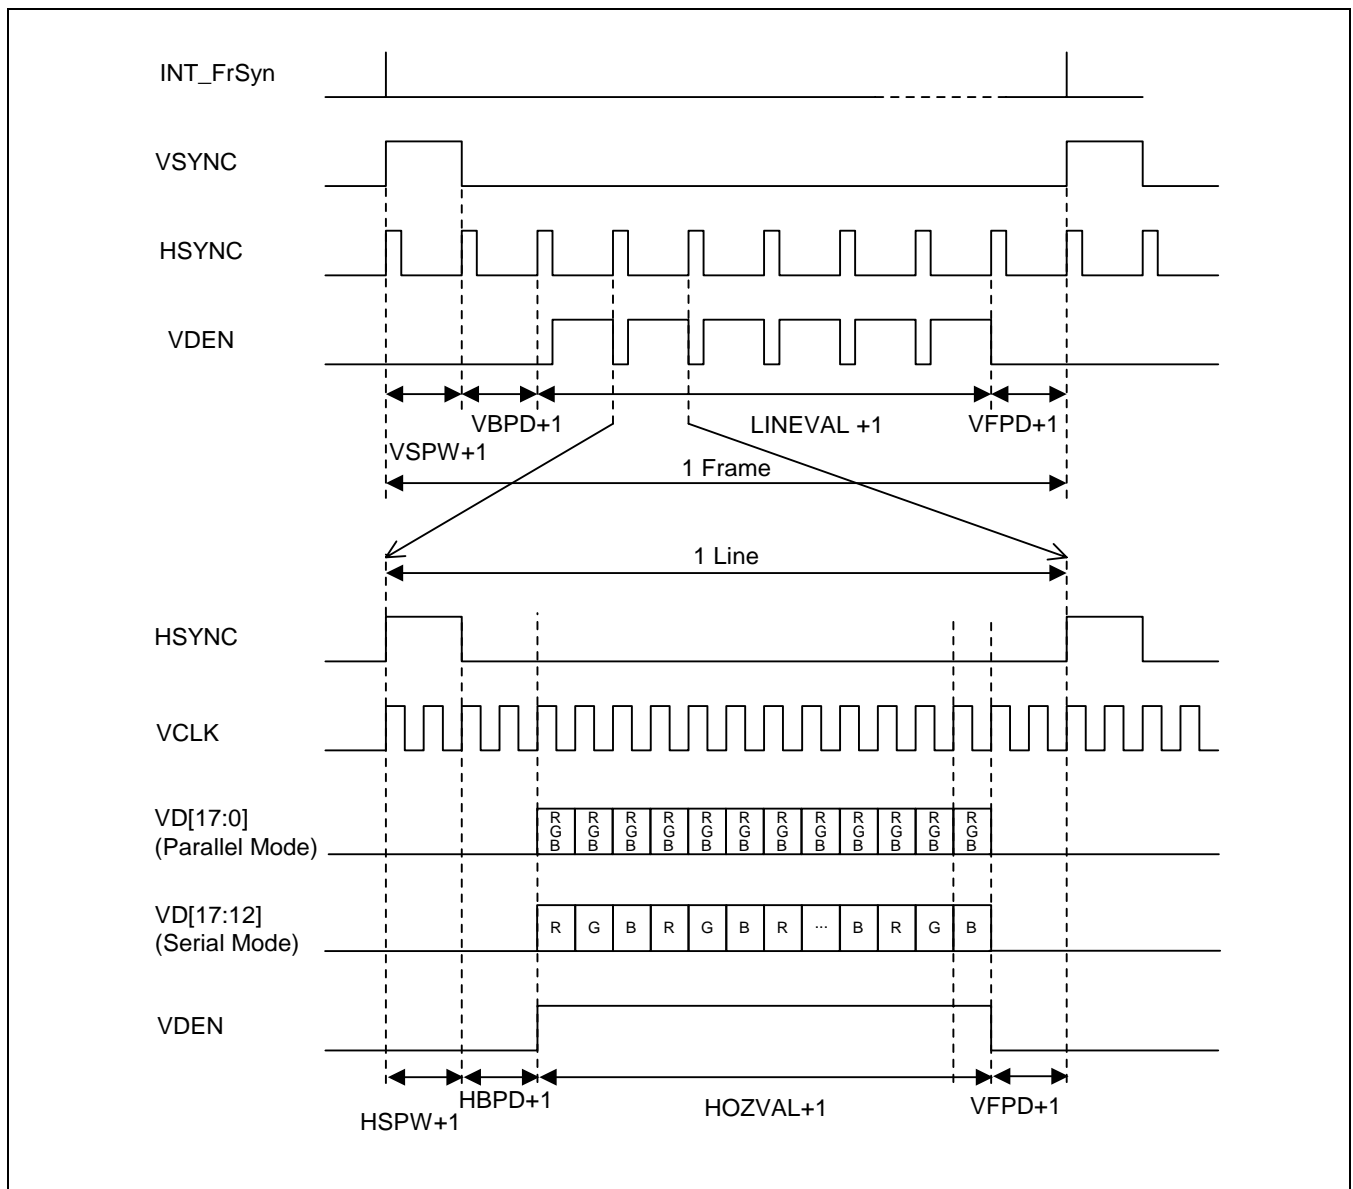 INT_FrSyn
VSYNC
HSYNC
VDEN
VBPD+1
LINEVAL +1
VFPD+1
VSPW+1
1 Frame
1 Line
HSYNC
VCLK
VD[17:0]
(Parallel Mode)
R R R R R R R R R R R R
G G G G G G G G G G G G
B B B B B B B B B B B B
VD[17:12]
(Serial Mode)
R G B R G B R ... B R G B
VDEN
HBPD+1
HOZVAL+1
VFPD+1
HSPW+1